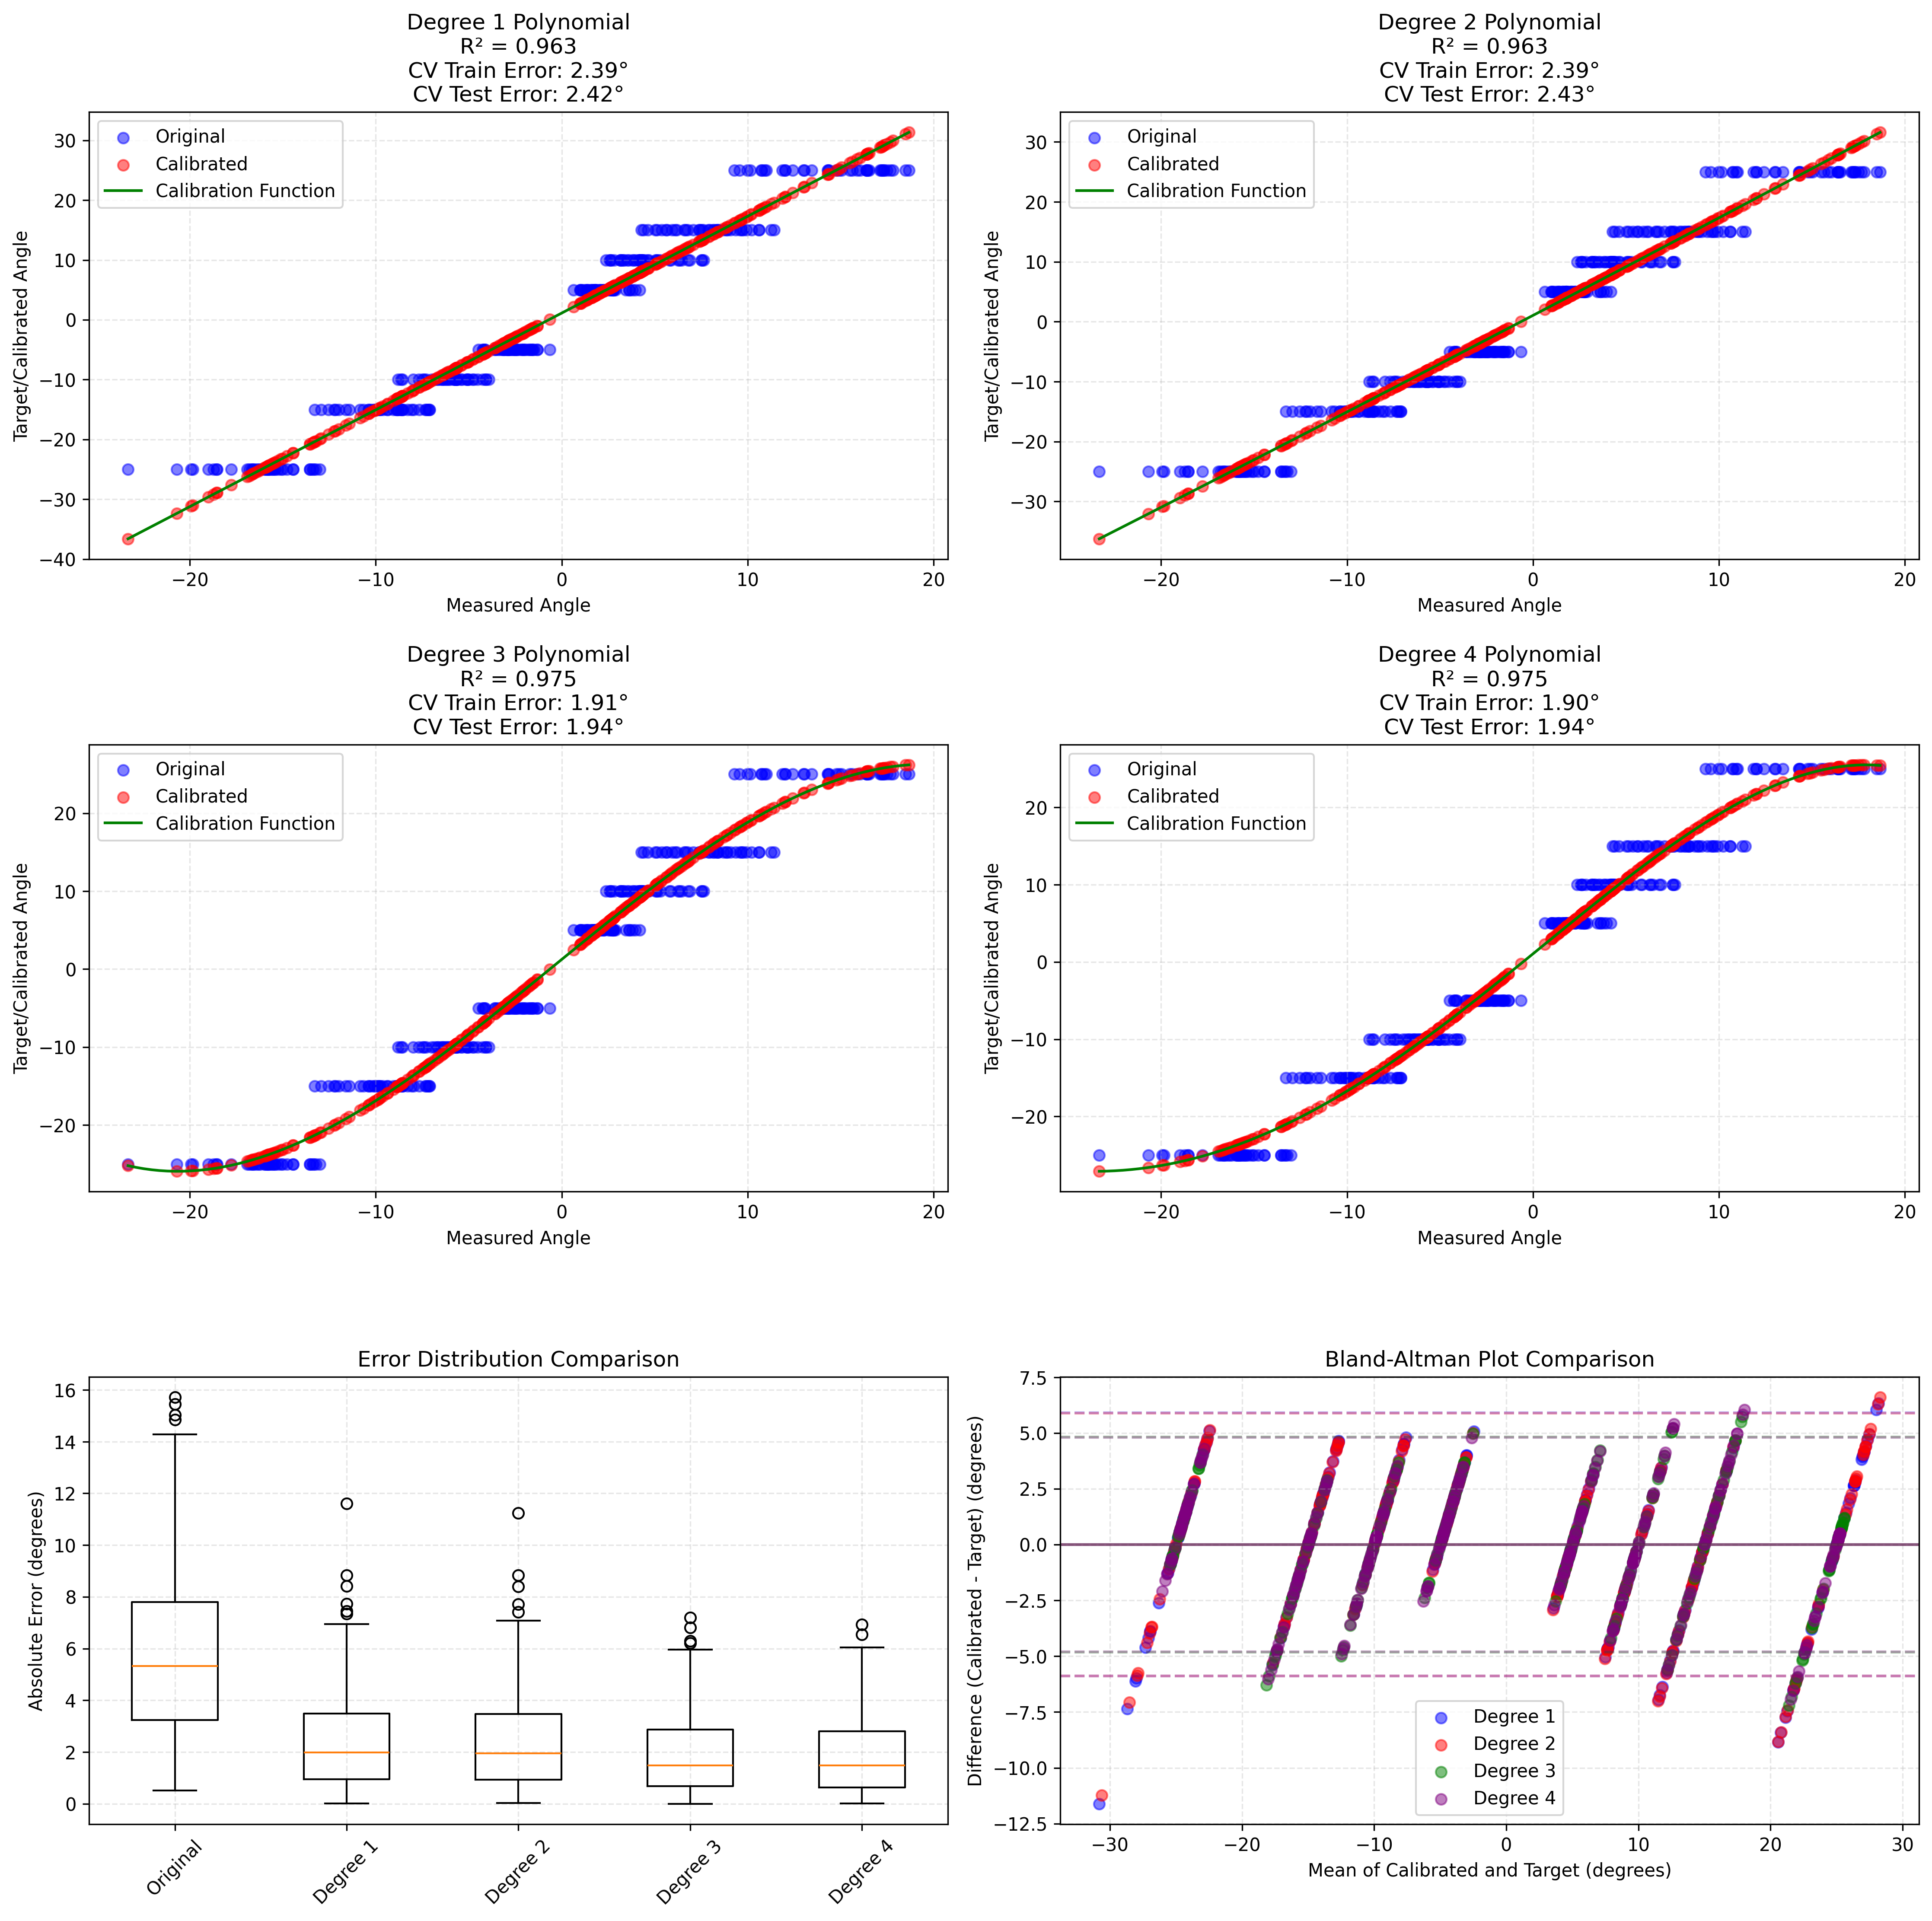 Degree 1 Polynomial
R² = 0.963
CV Train Error: 2.39°
CV Test Error: 2.42°
Original
Calibrated
Calibration Function
30
20
10
0
−10
−20
−30
−40
Target/Calibrated Angle
−20
−10
0
10
20
Measured Angle
Degree 2 Polynomial
R² = 0.963
CV Train Error: 2.39°
CV Test Error: 2.43°
Original
Calibrated
Calibration Function
30
20
10
0
−10
−20
−30
Target/Calibrated Angle
−20
−10
0
10
20
Measured Angle
Degree 3 Polynomial
R² = 0.975
CV Train Error: 1.91°
CV Test Error: 1.94°
Original
Calibrated
Calibration Function
20
10
0
−10
−20
Target/Calibrated Angle
−20
−10
0
10
20
Measured Angle
Degree 4 Polynomial
R² = 0.975
CV Train Error: 1.90°
CV Test Error: 1.94°
Original
Calibrated
Calibration Function
20
10
0
−10
−20
Target/Calibrated Angle
−20
−10
0
10
20
Measured Angle
Error Distribution Comparison
16
14
12
10
8
6
4
2
0
Absolute Error (degrees)
Original
Degree 1
Degree 2
Degree 3
Degree 4
Bland-Altman Plot Comparison
7.5
5.0
2.5
0.0
−2.5
−5.0
−7.5
−10.0
−12.5
Difference (Calibrated - Target) (degrees)
Degree 1
Degree 2
Degree 3
Degree 4
−30
−20
−10
0
10
20
30
Mean of Calibrated and Target (degrees)